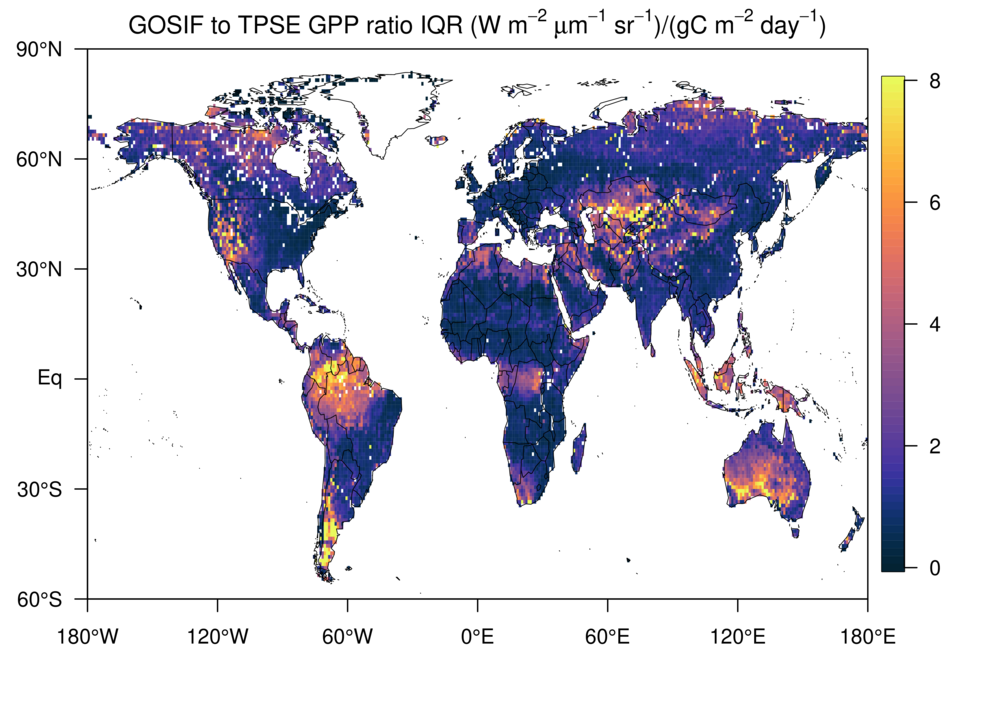 GOSIF to TPSE GPP ratio IQR (W m⁻² μm⁻¹ sr⁻¹)/(gC m⁻² day⁻¹)
90°N
60°N
30°N
Eq
30°S
60°S
180°W 120°W 60°W 0°E 60°E 120°E 180°E
8
6
4
2
0